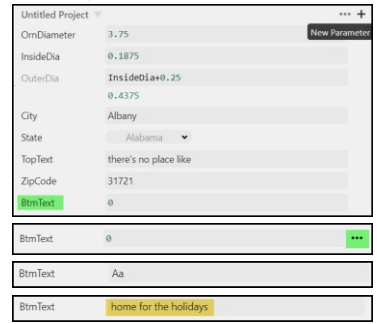 Untitled Project ▼ ••• +
OrnDiameter 3.75 New Parameter
InsideDia 0.1875
OuterDia InsideDia+0.25
0.4375
City Albany
State Alabama
TopText there's no place like
ZipCode 31721
BtmText 0
BtmText 0 •••
BtmText Aa
BtmText home for the holidays